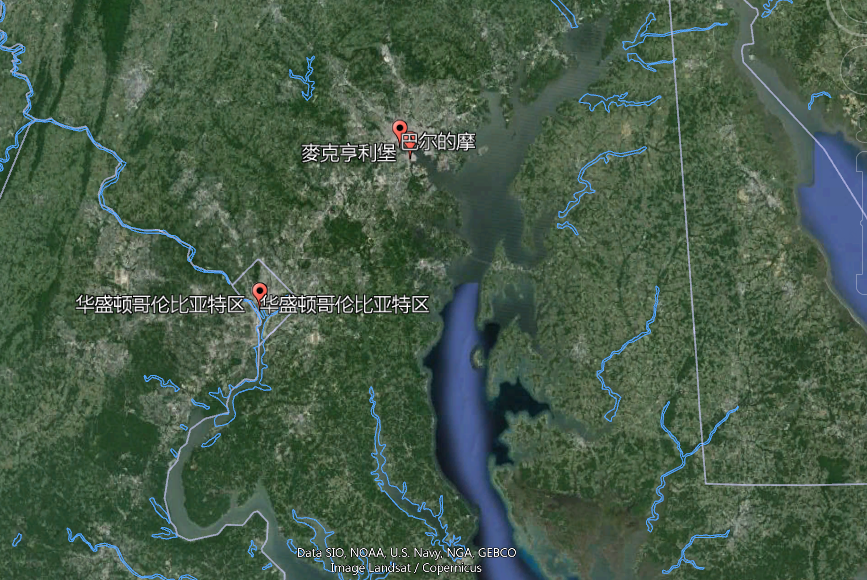 巴尔的摩
麥克亨利堡
华盛顿哥伦比亚特区 华盛顿哥伦比亚特区
Data SIO, NOAA, U.S. Navy, NGA, GEBCO
Image Landsat / Copernicus